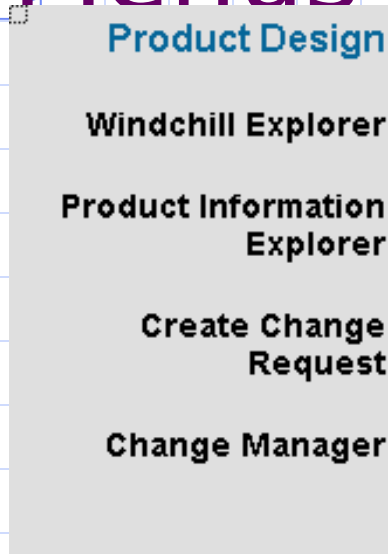 Product Design
Windchill Explorer
Product Information
Explorer
Create Change
Request
Change Manager